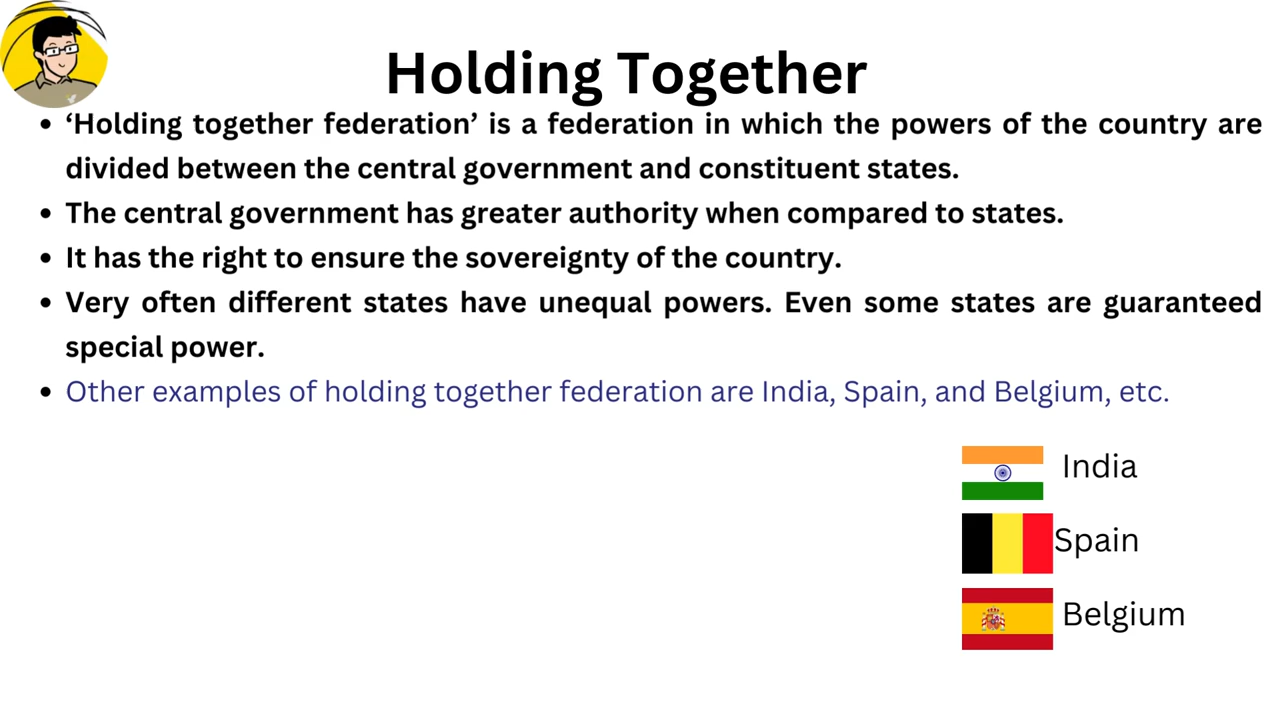 Holding Together
• ‘Holding together federation’ is a federation in which the powers of the country are
divided between the central government and constituent states.
• The central government has greater authority when compared to states.
• It has the right to ensure the sovereignty of the country.
• Very often different states have unequal powers. Even some states are guaranteed
special power.
• Other examples of holding together federation are India, Spain, and Belgium, etc.
India
Spain
Belgium